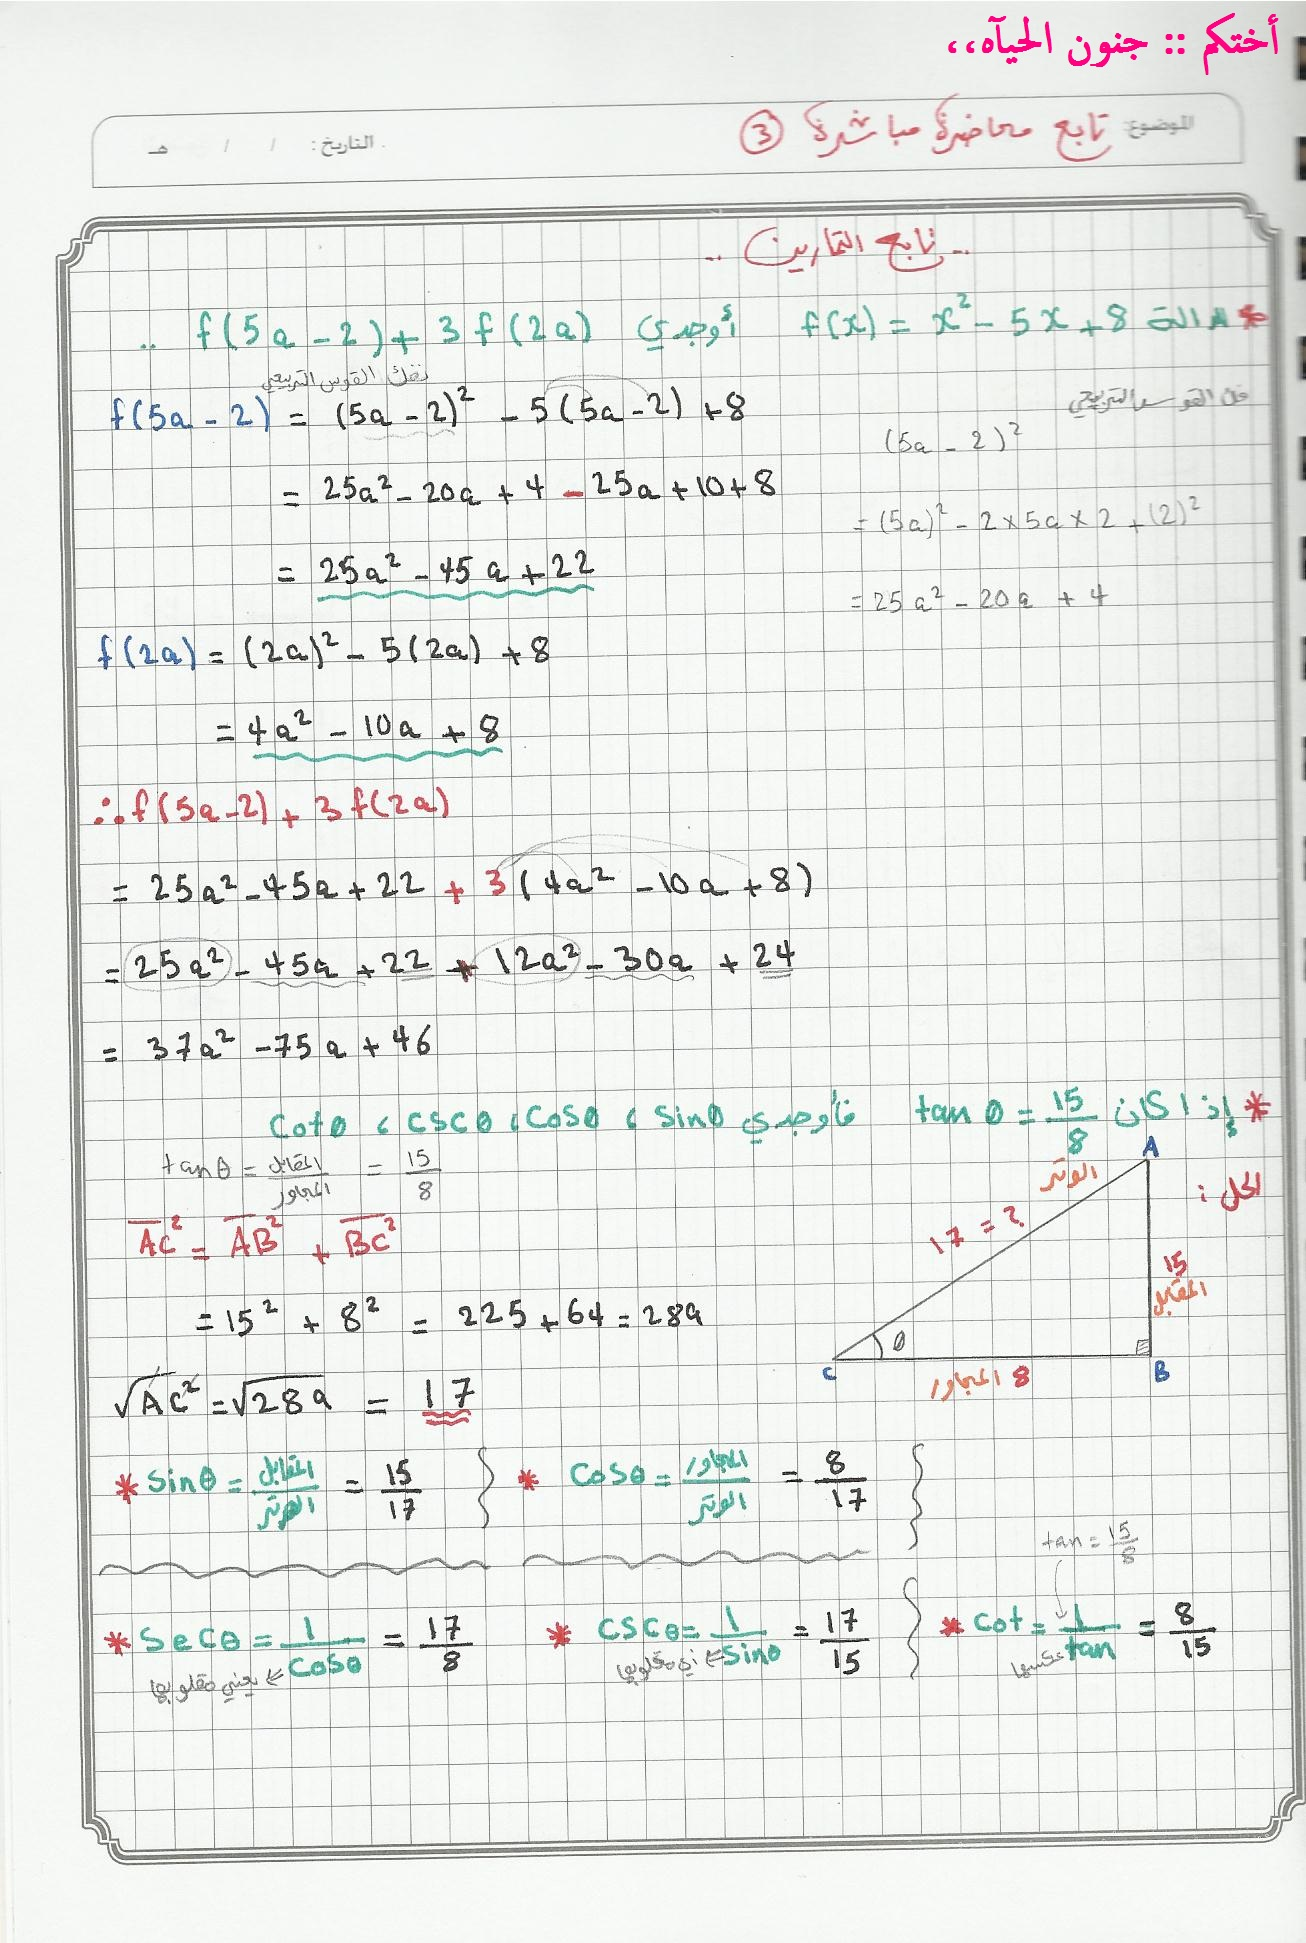 أختكم :: جنون الحيآه،،
الموضوع: تابع محاضرة مباشرة ③
التاريخ: / / هـ
.. تابع التمارين ..
* الدالة f(x) = x² - 5x + 8 أوجدي f(5a - 2) + 3 f(2a) ..
نفك القوس التربيعي
f(5a - 2) = (5a - 2)² - 5(5a - 2) + 8
فك القوس التربيعي
(5a - 2)²
= 25a² - 20a + 4 - 25a + 10 + 8
= (5a)² - 2 × 5a × 2 + (2)²
= 25a² - 45a + 22
= 25a² - 20a + 4
f(2a) = (2a)² - 5(2a) + 8
= 4a² - 10a + 8
∴ f(5a-2) + 3 f(2a)
= 25a² - 45a + 22 + 3(4a² - 10a + 8)
= 25a² - 45a + 22 + 12a² - 30a + 24
= 37a² - 75a + 46
* إذا كان tan θ = 15/8 فأوجدي sinθ ، cosθ ، cscθ ، cotθ
الحل :
tanθ = المقابل/المجاور = 15/8
A
الوتر
17 = ?
15
المقابل
θ
C
B
8 المجاور
AC² = AB² + BC²
= 15² + 8² = 225 + 64 = 289
√AC² = √289 = 17
* sinθ = المقابل/الوتر = 15/17
* cosθ = المجاور/الوتر = 8/17
tan = 15/8
* secθ = 1/cosθ = 17/8
يعني مقلوبها
* cscθ = 1/sinθ = 17/15
* cot = 1/tan = 8/15
عكسها